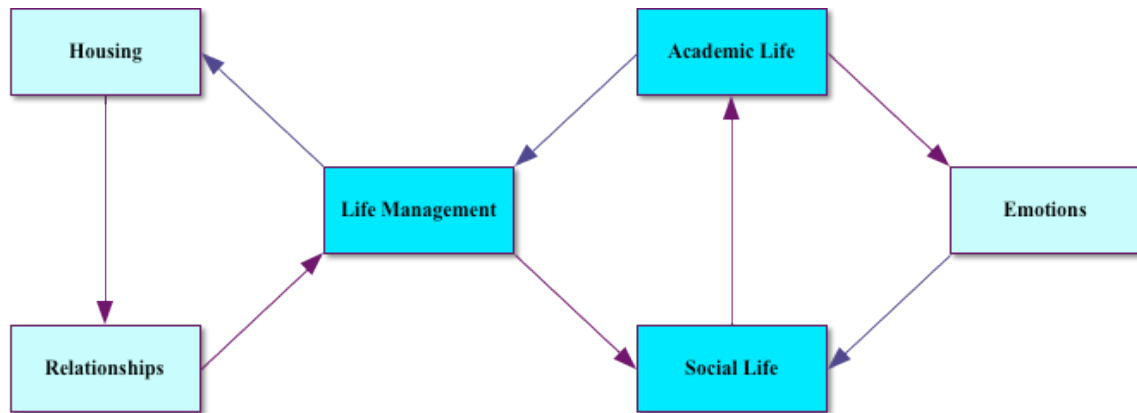 Housing
Academic Life
Life Management
Emotions
Relationships
Social Life